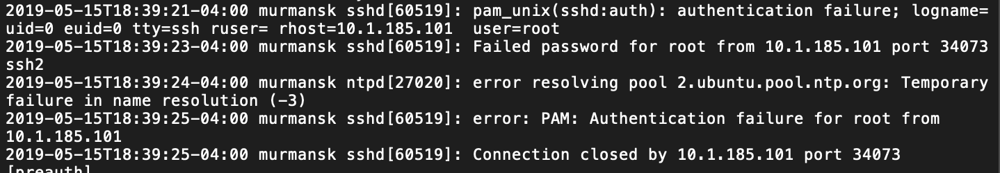 2019-05-15T18:39:21-04:00 murmansk sshd[60519]: pam_unix(sshd:auth): authentication failure; logname=
uid=0 euid=0 tty=ssh ruser= rhost=10.1.185.101  user=root
2019-05-15T18:39:23-04:00 murmansk sshd[60519]: Failed password for root from 10.1.185.101 port 34073
ssh2
2019-05-15T18:39:24-04:00 murmansk ntpd[27020]: error resolving pool 2.ubuntu.pool.ntp.org: Temporary
failure in name resolution (-3)
2019-05-15T18:39:25-04:00 murmansk sshd[60519]: error: PAM: Authentication failure for root from
10.1.185.101
2019-05-15T18:39:25-04:00 murmansk sshd[60519]: Connection closed by 10.1.185.101 port 34073
[preauth]